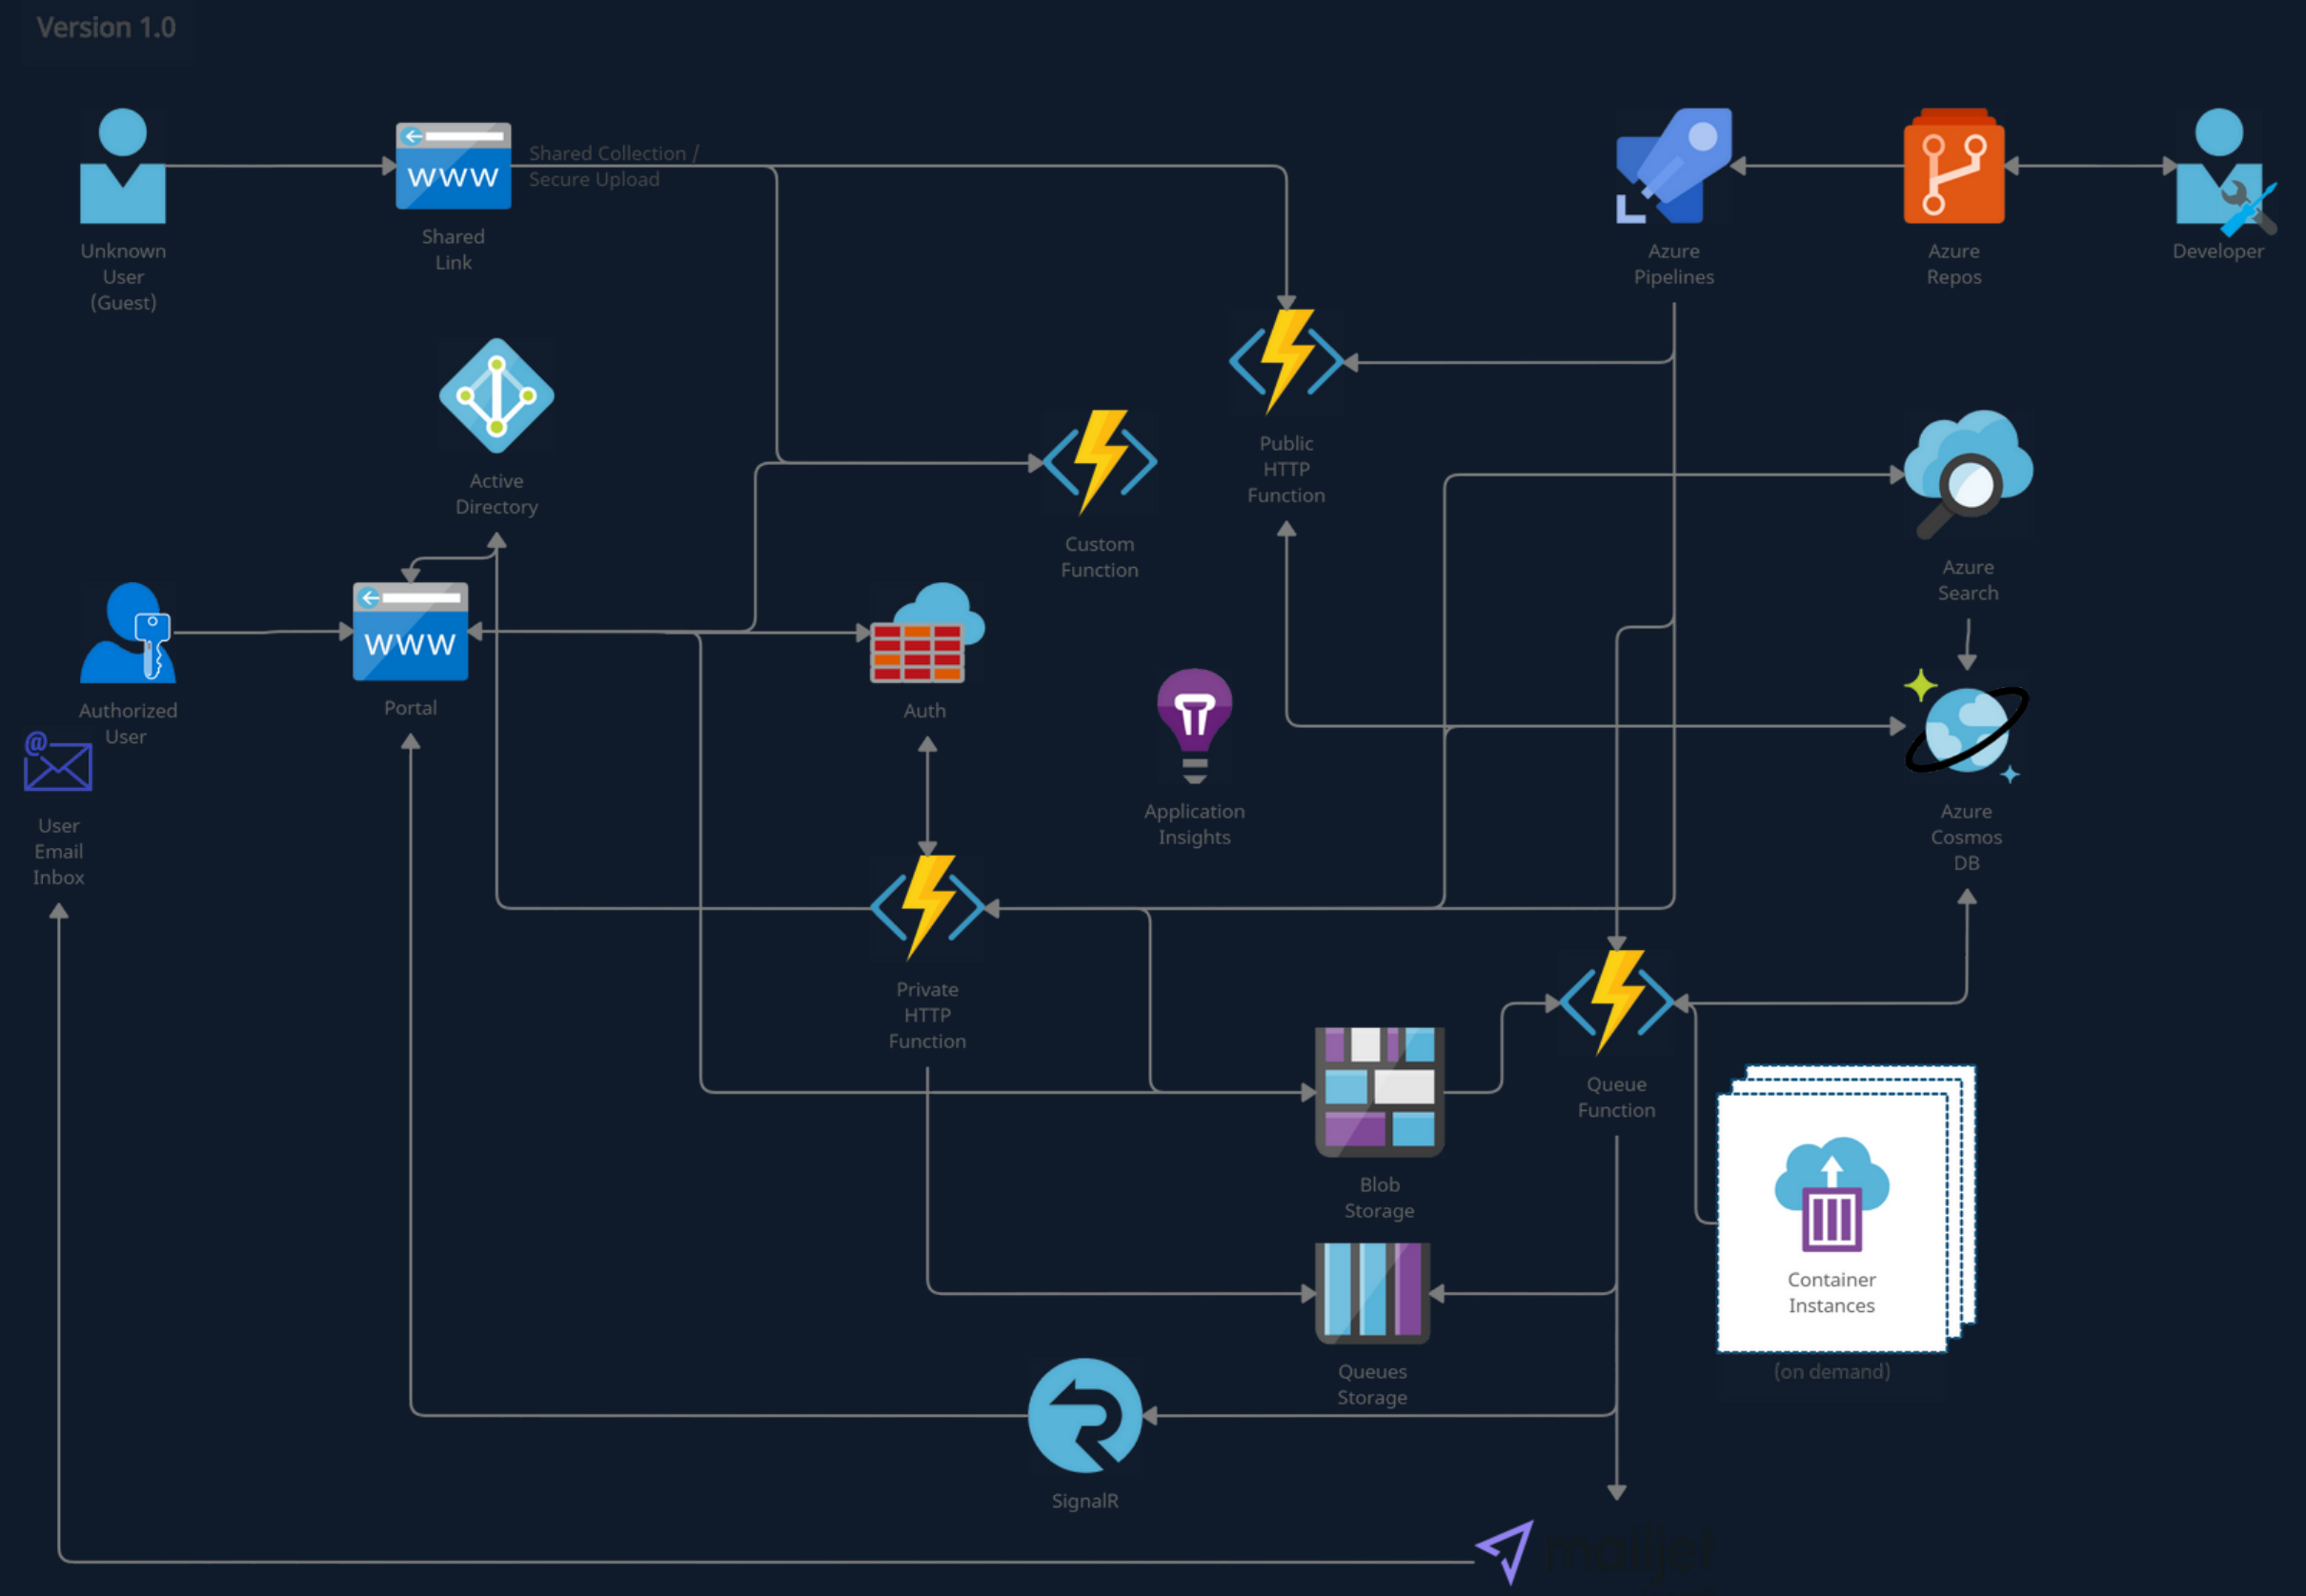 Version 1.0
Shared Collection /
Secure Upload
www
Unknown
User
(Guest)
Shared
Link
Azure
Pipelines
Azure
Repos
Developer
Active
Directory
Public
HTTP
Function
Custom
Function
Azure
Search
www
Authorized
User
Portal
Auth
@
User
Email
Inbox
Application
Insights
Azure
Cosmos
DB
Private
HTTP
Function
Queue
Function
Blob
Storage
Container
Instances
(on demand)
Queues
Storage
SignalR
mailjet